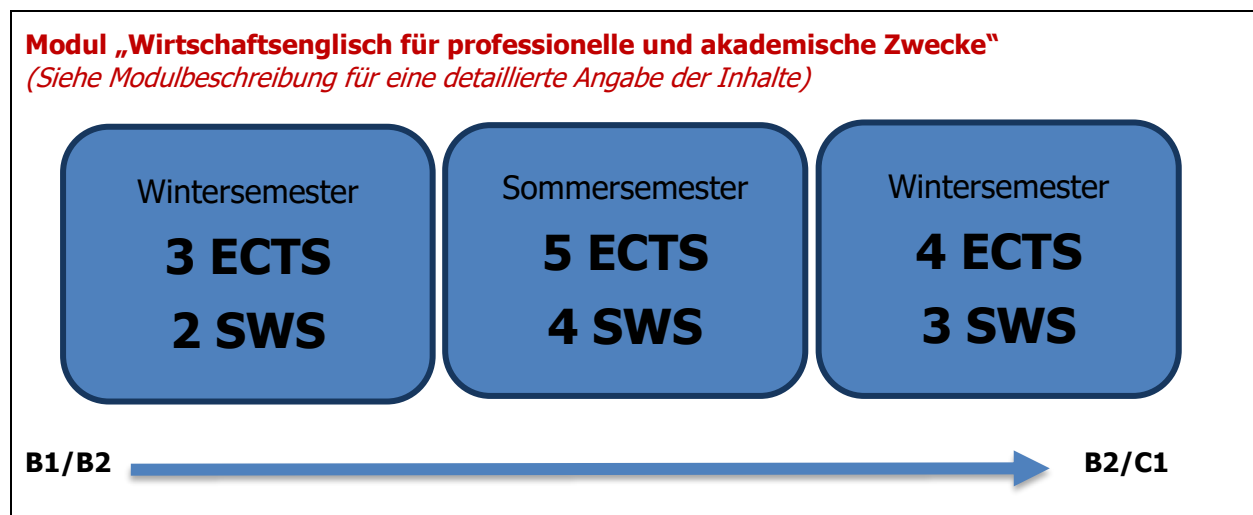 Modul „Wirtschaftsenglisch für professionelle und akademische Zwecke“
(Siehe Modulbeschreibung für eine detaillierte Angabe der Inhalte)
Wintersemester
3 ECTS
2 SWS
Sommersemester
5 ECTS
4 SWS
Wintersemester
4 ECTS
3 SWS
B1/B2
B2/C1